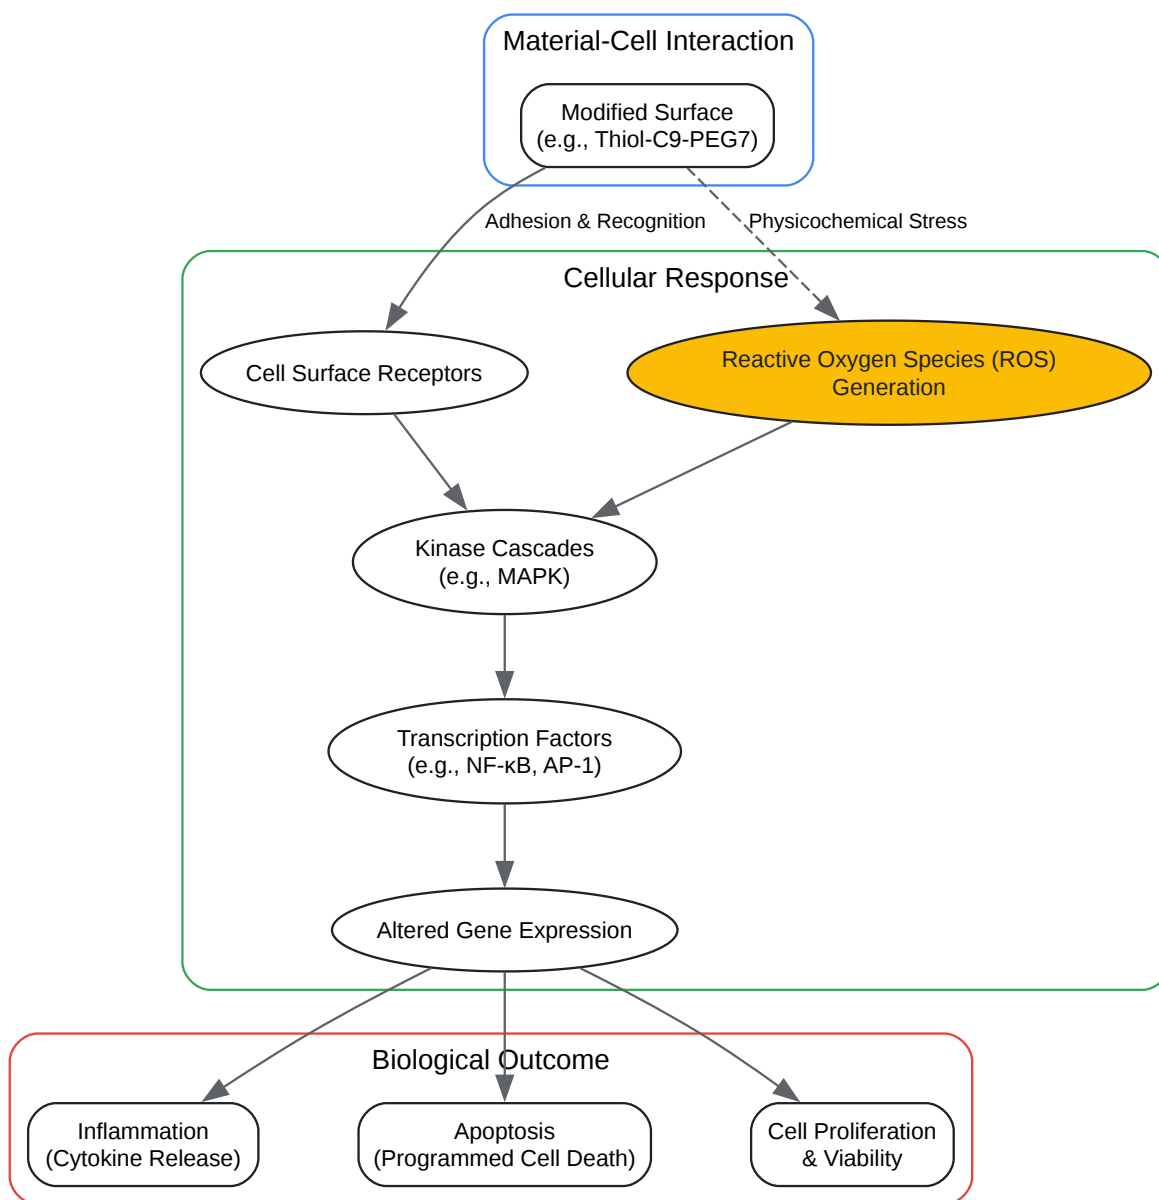 Material-Cell Interaction
Modified Surface
(e.g., Thiol-C9-PEG7)
Adhesion & Recognition
Physicochemical Stress
Cellular Response
Cell Surface Receptors
Reactive Oxygen Species (ROS)
Generation
Kinase Cascades
(e.g., MAPK)
Transcription Factors
(e.g., NF-κB, AP-1)
Altered Gene Expression
Biological Outcome
Inflammation
(Cytokine Release)
Apoptosis
(Programmed Cell Death)
Cell Proliferation
& Viability